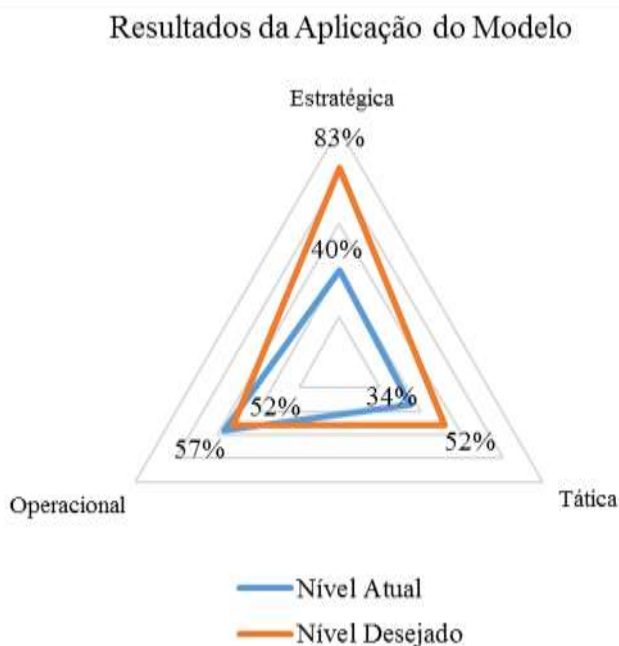 Resultados da Aplicação do Modelo
Estratégica
83%
40%
52%
34%
57%
52%
Operacional
Tática
Nível Atual
Nível Desejado